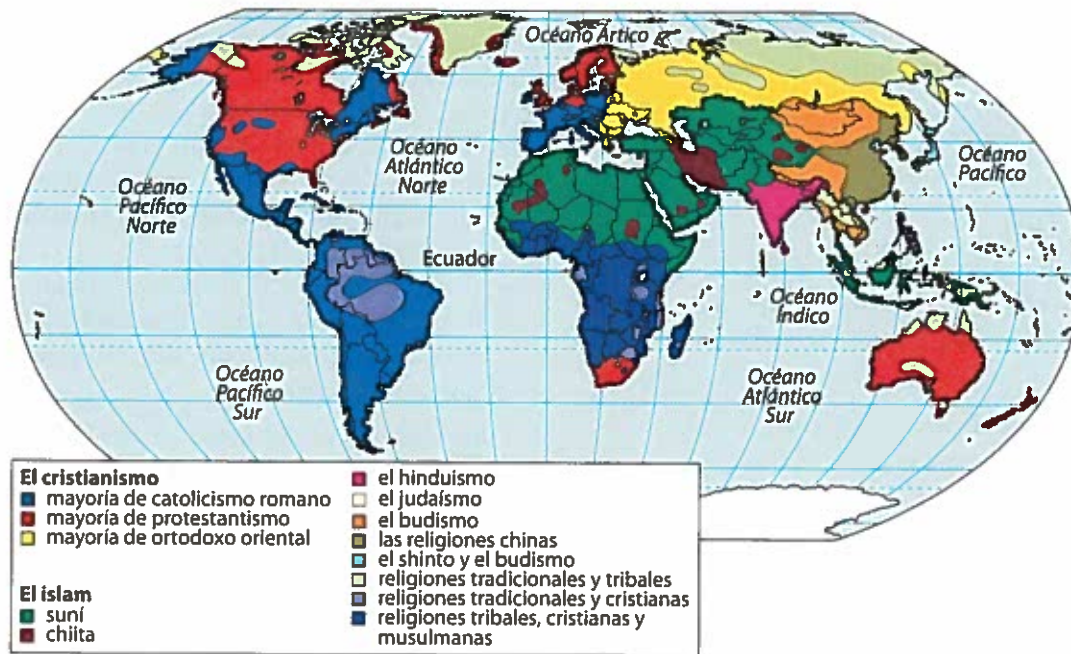 Océano Ártico
Océano
Atlántico
Norte
Océano
Pacífico
Océano
Pacífico
Norte
Ecuador
Océano
Índico
Océano
Pacífico
Sur
Océano
Atlántico
Sur
El cristianismo
mayoría de catolicismo romano
mayoría de protestantismo
mayoría de ortodoxo oriental
El islam
suní
chiita
el hinduismo
el judaísmo
el budismo
las religiones chinas
el shinto y el budismo
religiones tradicionales y tribales
religiones tradicionales y cristianas
religiones tribales, cristianas y
musulmanas